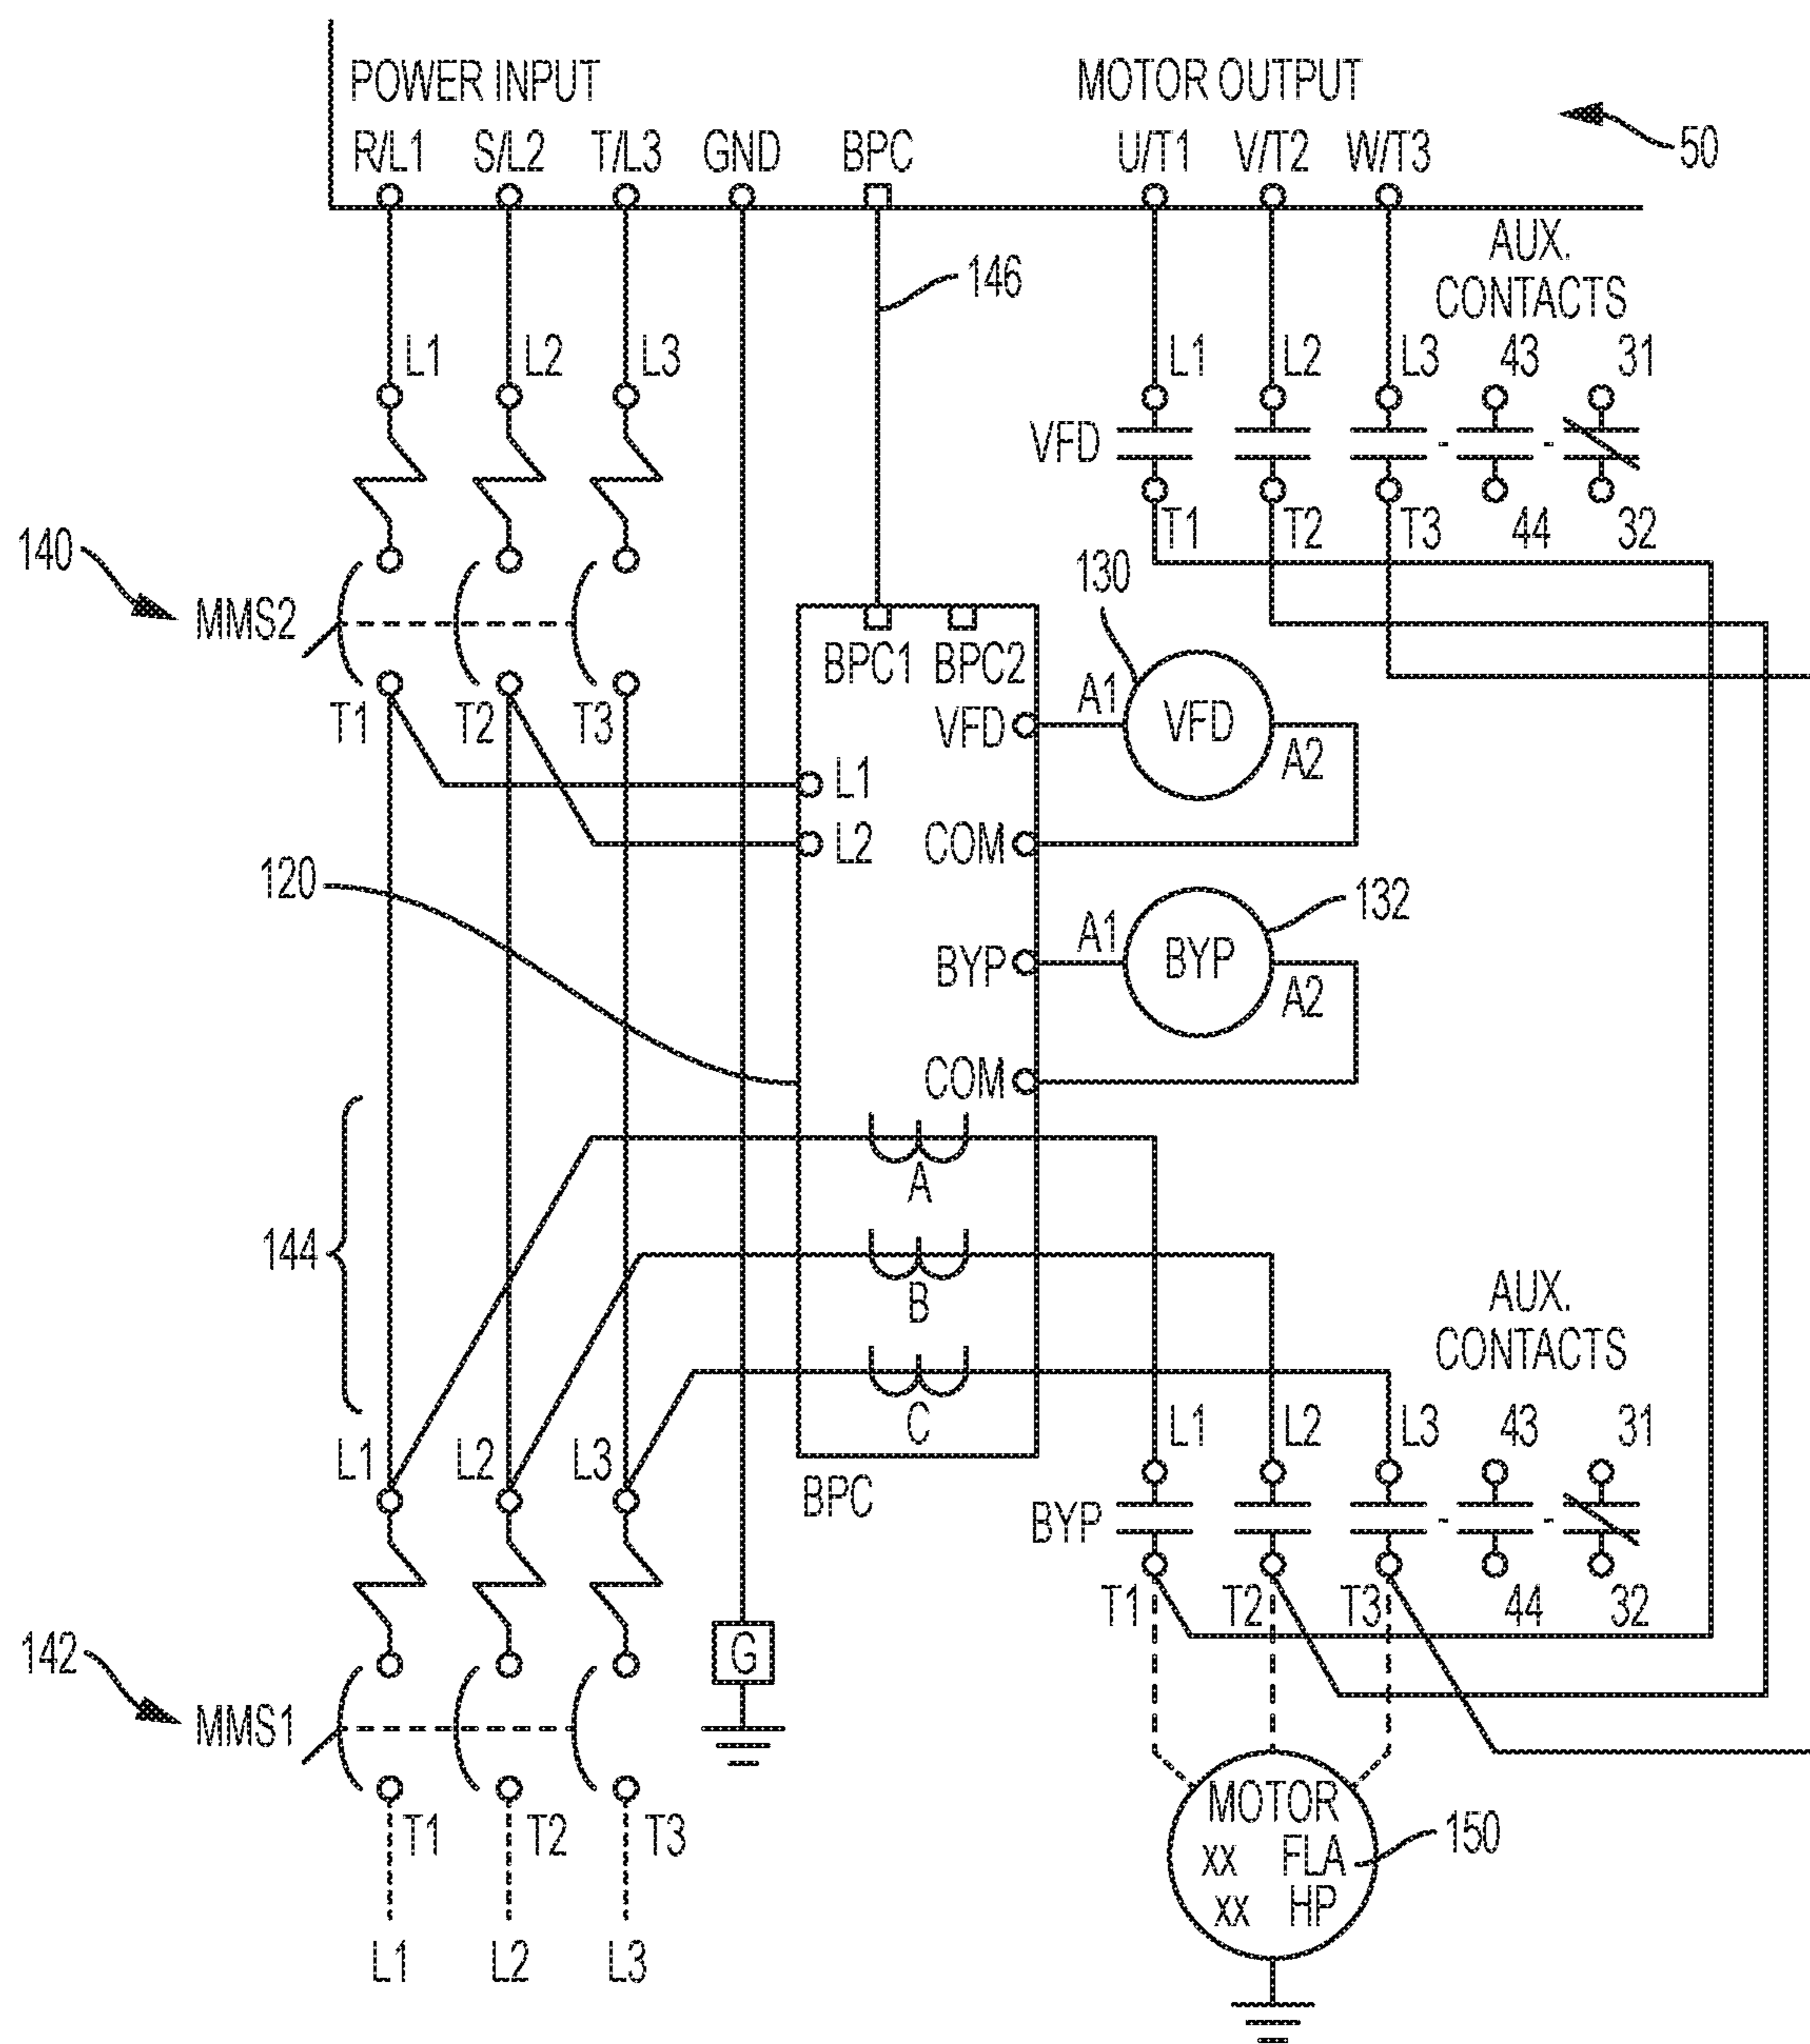 POWER INPUT MOTOR OUTPUT
R/L1 S/L2 T/L3 GND BPC U/T1 V/T2 W/T3 50
AUX.
CONTACTS
146
L1 L2 L3 L1 L2 L3 43 31
VFD
T1 T2 T3 44 32
140
130
MMS2
BPC1 BPC2
A1
T1 T2 T3 VFD VFD
A2
L1
L2 COM
120
132
A1
BYP BYP
A2
COM
A
144
B
AUX.
CONTACTS
C
L1 L2 L3 L1 L2 L3 43 31
BPC BYP
T1 T2 T3 44 32
142 G
MMS1
MOTOR
T1 T2 T3 xx FLA 150
xx HP
L1 L2 L3